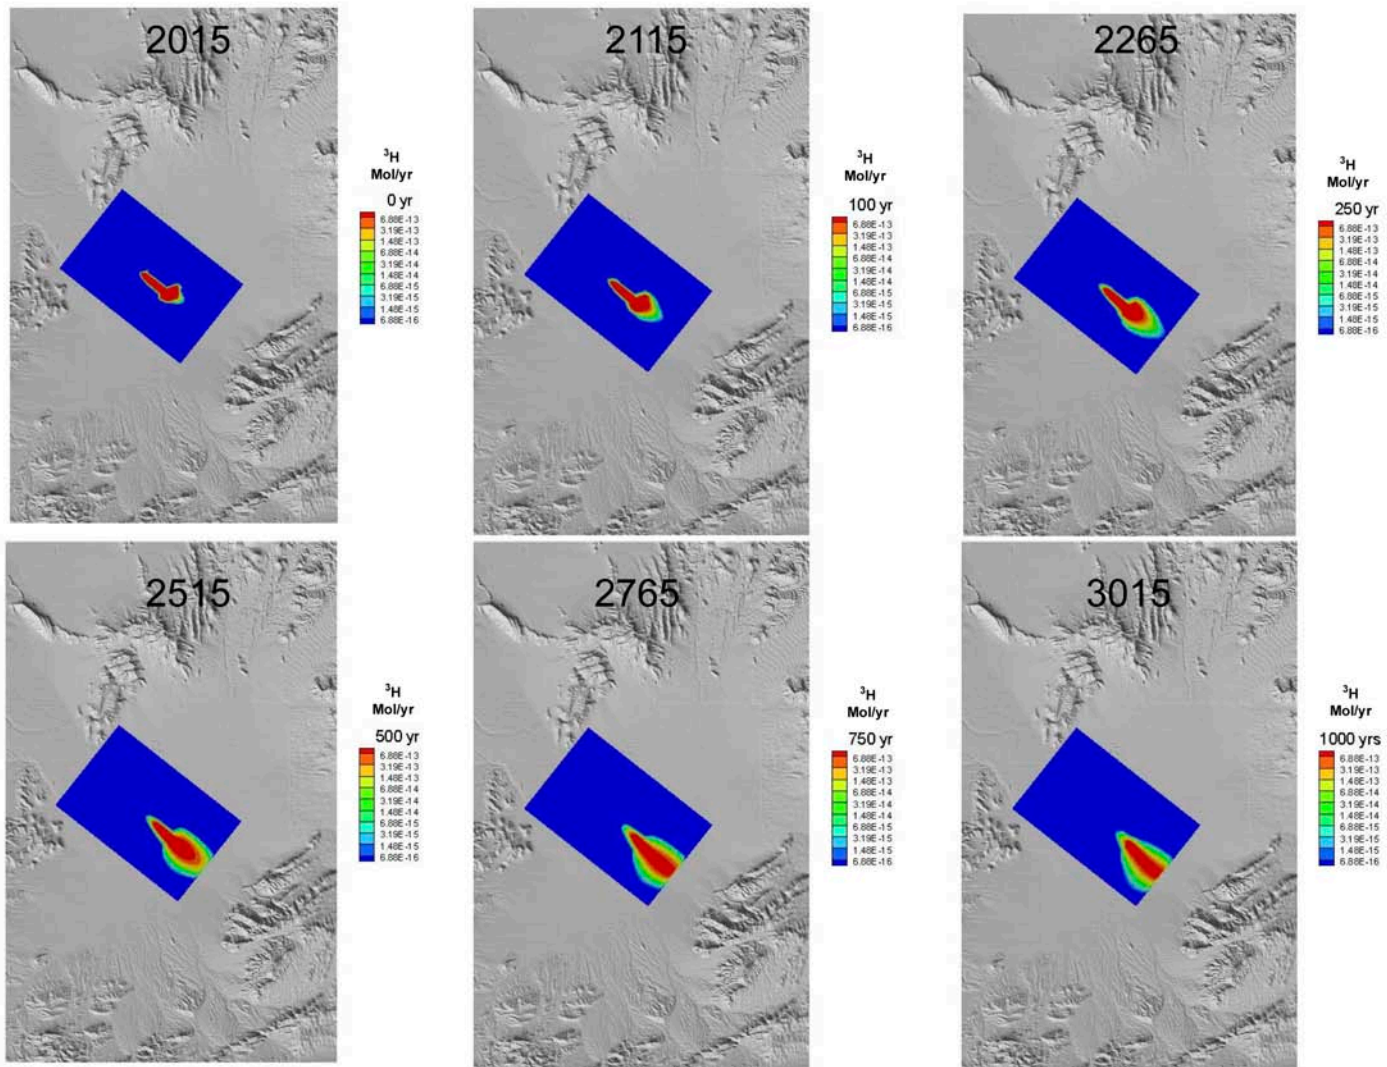 2015
³H
Mol/yr
0 yr
6.88E-13
3.19E-13
1.48E-13
6.88E-14
3.19E-14
1.48E-14
6.88E-15
3.19E-15
1.48E-15
6.88E-16
2115
³H
Mol/yr
100 yr
6.88E-13
3.19E-13
1.48E-13
6.88E-14
3.19E-14
1.48E-14
6.88E-15
3.19E-15
1.48E-15
6.88E-16
2265
³H
Mol/yr
250 yr
6.88E-13
3.19E-13
1.48E-13
6.88E-14
3.19E-14
1.48E-14
6.88E-15
3.19E-15
1.48E-15
6.88E-16
2515
³H
Mol/yr
500 yr
6.88E-13
3.19E-13
1.48E-13
6.88E-14
3.19E-14
1.48E-14
6.88E-15
3.19E-15
1.48E-15
6.88E-16
2765
³H
Mol/yr
750 yr
6.88E-13
3.19E-13
1.48E-13
6.88E-14
3.19E-14
1.48E-14
6.88E-15
3.19E-15
1.48E-15
6.88E-16
3015
³H
Mol/yr
1000 yrs
6.88E-13
3.19E-13
1.48E-13
6.88E-14
3.19E-14
1.48E-14
6.88E-15
3.19E-15
1.48E-15
6.88E-16